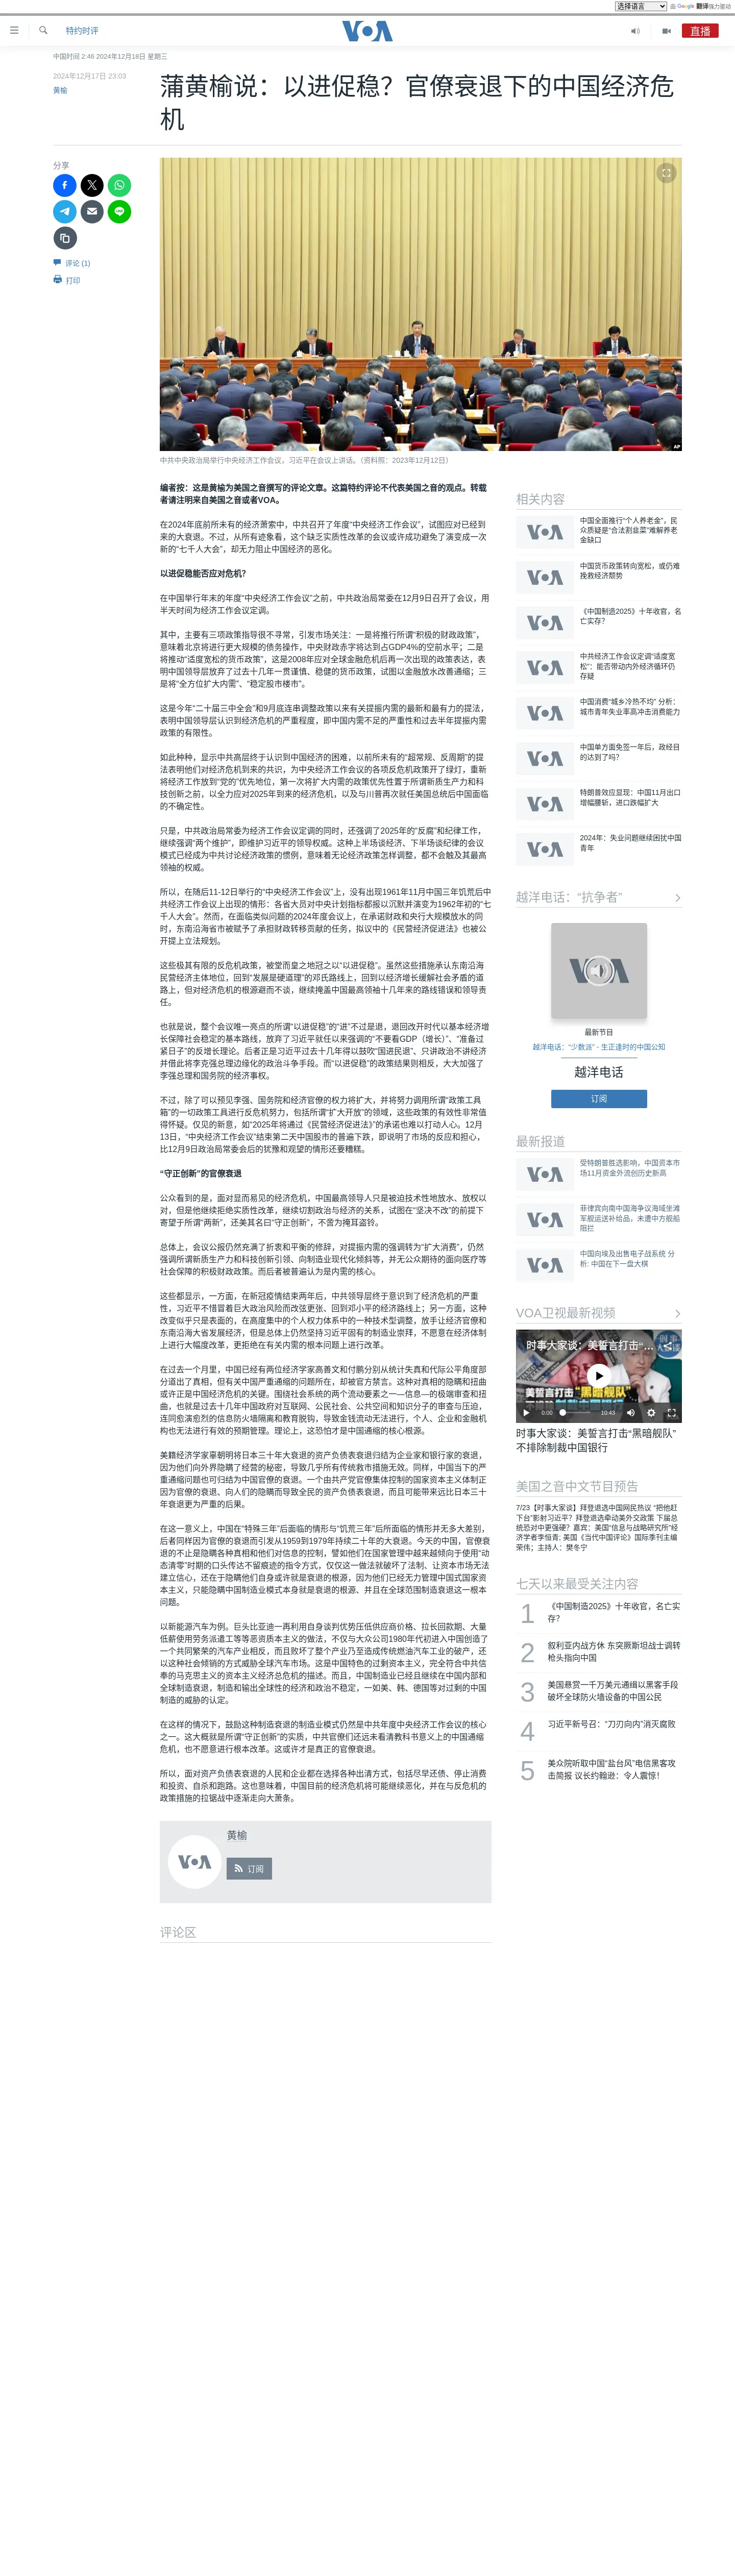 选择语言 由 Google 翻译强力驱动
特约时评 VOA 直播
中国时间 2:46 2024年12月18日 星期三
2024年12月17日 23:03
黄榆
蒲黄榆说：以进促稳？官僚衰退下的中国经济危
机
分享
评论 (1)
打印
AP
中共中央政治局举行中央经济工作会议，习近平在会议上讲话。（资料照：2023年12月12日）
编者按：这是黄榆为美国之音撰写的评论文章。这篇特约评论不代表美国之音的观点。转载
者请注明来自美国之音或者VOA。
在2024年底前所未有的经济萧索中，中共召开了年度“中央经济工作会议”，试图应对已经到
来的大衰退。不过，从所有迹象看，这个缺乏实质性改革的会议或许成功避免了演变成一次
新的“七千人大会”，却无力阻止中国经济的恶化。
以进促稳能否应对危机？
在中国举行年末的年度“中央经济工作会议”之前，中共政治局常委在12月9日召开了会议，用
半天时间为经济工作会议定调。
其中，主要有三项政策指导很不寻常，引发市场关注：一是将推行所谓“积极的财政政策”，
意味着北京将进行更大规模的债务操作，中央财政赤字将达到占GDP4%的空前水平；二是
将推动“适度宽松的货币政策”，这是2008年应对全球金融危机后再一次出现的政策表达，表
明中国领导层放弃了过去十几年一贯谨慎、稳健的货币政策，试图以金融放水改善通缩；三
是将“全方位扩大内需”、“稳定股市楼市”。
这是今年“二十届三中全会”和9月底连串调整政策以来有关提振内需的最新和最有力的提法，
表明中国领导层认识到经济危机的严重程度，即中国内需不足的严重性和过去半年提振内需
政策的有限性。
如此种种，显示中共高层终于认识到中国经济的困难，以前所未有的“超常规、反周期”的提
法表明他们对经济危机到来的共识，为中央经济工作会议的各项反危机政策开了绿灯，重新
将经济工作放到“党的”优先地位，第一次将扩大内需的政策优先性置于所谓新质生产力和科
技创新之前，以全力应对2025年到来的经济危机，以及与川普再次就任美国总统后中国面临
的不确定性。
只是，中共政治局常委为经济工作会议定调的同时，还强调了2025年的“反腐”和纪律工作，
继续强调“两个维护”，即维护习近平的领导权威。这种上半场谈经济、下半场谈纪律的会议
模式已经成为中共讨论经济政策的惯例，意味着无论经济政策怎样调整，都不会触及其最高
领袖的权威。
所以，在随后11-12日举行的“中央经济工作会议”上，没有出现1961年11月中国三年饥荒后中
共经济工作会议上出现的情形：各省大员对中央计划指标都报以沉默并演变为1962年初的“七
千人大会”。然而，在面临类似问题的2024年度会议上，在承诺财政和央行大规模放水的同
时，东南沿海省市被赋予了承担财政转移贡献的任务，拟议中的《民营经济促进法》也被公
开提上立法规划。
这些极其有限的反危机政策，被堂而皇之地冠之以“以进促稳”。虽然这些措施承认东南沿海
民营经济主体地位，回到“发展是硬道理”的邓氏路线上，回到以经济增长缓解社会矛盾的道
路上，但对经济危机的根源避而不谈，继续掩盖中国最高领袖十几年来的路线错误和领导责
任。
也就是说，整个会议唯一亮点的所谓“以进促稳”的“进”不过是退，退回改开时代以基本经济增
长保障社会稳定的基本路线，放弃了习近平就任以来强调的“不要看GDP（增长）”、“准备过
紧日子”的反增长理论。后者正是习近平过去十几年得以鼓吹“国进民退”、只讲政治不讲经济
并借此将李克强总理边缘化的政治斗争手段。而“以进促稳”的政策结果则相反，大大加强了
李强总理和国务院的经济事权。
不过，除了可以预见李强、国务院和经济官僚的权力将扩大，并将努力调用所谓“政策工具
箱”的一切政策工具进行反危机努力，包括所谓“扩大开放”的领域，这些政策的有效性非常值
得怀疑。仅见的新意，如“2025年将通过《民营经济促进法》”的承诺也难以打动人心。12月
13日，“中央经济工作会议”结束第二天中国股市的普遍下跌，即说明了市场的反应和担心，
比12月9日政治局常委会后的犹豫和观望的情形还要糟糕。
“守正创新”的官僚衰退
公众看到的是，面对显而易见的经济危机，中国最高领导人只是被迫技术性地放水、放权以
对，但是他继续拒绝实质性改革，继续切割政治与经济的关系，试图在“坚决不改”的前提下
寄望于所谓“两新”，还美其名曰“守正创新”，不啻为掩耳盗铃。
总体上，会议公报仍然充满了折衷和平衡的修辞，对提振内需的强调转为“扩大消费”，仍然
强调所谓新质生产力和科技创新引领、向制造业现代化倾斜等，并无公众期待的面向医疗等
社会保障的积极财政政策。而后者被普遍认为是内需的核心。
这些都显示，一方面，在新冠疫情结束两年后，中共领导层终于意识到了经济危机的严重
性，习近平不惜冒着巨大政治风险而改弦更张、回到邓小平的经济路线上；另一方面，这种
改变似乎只是表面的，在高度集中的个人权力体系中的一种技术型调整，放手让经济官僚和
东南沿海大省发展经济，但是总体上仍然坚持习近平固有的制造业崇拜，不愿意在经济体制
上进行大幅度改革，更拒绝在有关内需的根本问题上进行改革。
在过去一个月里，中国已经有两位经济学家高善文和付鹏分别从统计失真和代际公平角度部
分道出了真相，但有关中国严重通缩的问题所在，却被官方禁言。这种对真相的隐瞒和扭曲
或许正是中国经济危机的关键。围绕社会系统的两个流动要素之一—信息—的极端审查和扭
曲，也就是过去十几年中国政府对互联网、公民社会、公共空间和知识分子的审查与压迫，
连同愈演愈烈的信息防火墙隔离和教育脱钩，导致金钱流动无法进行，个人、企业和金融机
构也无法进行有效的预期管理。理论上，这恐怕才是中国通缩的核心根源。
美籍经济学家辜朝明将日本三十年大衰退的资产负债表衰退归结为企业家和银行家的衰退，
因为他们向外界隐瞒了经营的秘密，导致几乎所有传统救市措施无效。同样，中国当下的严
重通缩问题也可归结为中国官僚的衰退。一个由共产党官僚集体控制的国家资本主义体制正
因为官僚的衰退、向人们的隐瞒而导致全民的资产负债表衰退，而且可能带来远比日本三十
年衰退更为严重的后果。
在这一意义上，中国在“特殊三年”后面临的情形与“饥荒三年”后所面临的情形并无多大差别，
后者同样因为官僚的衰退而引发从1959到1979年持续二十年的大衰退。今天的中国，官僚衰
退的不止是隐瞒各种真相和他们对信息的控制，譬如他们在国家管理中越来越倾向于使用“动
态清零”时期的口头传达不留痕迹的指令方式，仅仅这一做法就破坏了法制、让资本市场无法
建立信心，还在于隐瞒他们自身或许就是衰退的根源，因为他们已经无力管理中国式国家资
本主义，只能隐瞒中国制造业模式本身就是衰退的根源、并且在全球范围制造衰退这一根本
问题。
以新能源汽车为例。巨头比亚迪一再利用自身谈判优势压低供应商价格、拉长回款期、大量
低薪使用劳务派遣工等等恶资质本主义的做法，不仅与大众公司1980年代初进入中国创造了
一个共同繁荣的汽车产业相反，而且败坏了整个产业乃至造成传统燃油汽车工业的破产，还
以这种社会倾销的方式威胁全球汽车市场。这是中国特色的过剩资本主义，完全符合中共信
奉的马克思主义的资本主义经济总危机的描述。而且，中国制造业已经且继续在中国内部和
全球制造衰退，制造和输出全球性的经济和政治不稳定，一如美、韩、德国等对过剩的中国
制造的威胁的认定。
在这样的情况下，鼓励这种制造衰退的制造业模式仍然是中共年度中央经济工作会议的核心
之一。这大概就是所谓“守正创新”的实质，中共官僚们还远未看清教科书意义上的中国通缩
危机，也不愿意进行根本改革。这或许才是真正的官僚衰退。
所以，面对资产负债表衰退的人民和企业都在选择各种出清方式，包括尽早还债、停止消费
和投资、自杀和跑路。这也意味着，中国目前的经济危机将可能继续恶化，并在与反危机的
政策措施的拉锯战中逐渐走向大萧条。
VOA
黄榆
订阅
评论区
相关内容
中国全面推行“个人养老金”，民
众质疑是“合法割韭菜”难解养老
金缺口
中国货币政策转向宽松，或仍难
挽救经济颓势
《中国制造2025》十年收官，名
亡实存？
中共经济工作会议定调“适度宽
松”：能否带动内外经济循环仍
存疑
中国消费“城乡冷热不均” 分析：
城市青年失业率高冲击消费能力
中国单方面免签一年后，政经目
的达到了吗？
特朗普效应显现：中国11月出口
增幅腰斩，进口跌幅扩大
2024年：失业问题继续困扰中国
青年
越洋电话：“抗争者”
最新节目
越洋电话：“少数派” - 生正逢时的中国公知
越洋电话
订阅
最新报道
受特朗普胜选影响，中国资本市
场11月资金外流创历史新高
菲律宾向南中国海争议海域坐滩
军舰运送补给品，未遭中方舰船
阻拦
中国向埃及出售电子战系统 分
析: 中国在下一盘大棋
VOA卫视最新视频
时事大家谈：美誓言打击“...
美誓言打击“黑暗舰队”
0:00 10:43
时事大家谈：美誓言打击“黑暗舰队”
不排除制裁中国银行
美国之音中文节目预告
7/23【时事大家谈】拜登退选中国网民热议 “把他赶
下台”影射习近平？拜登退选牵动美外交政策 下届总
统恐对中更强硬？嘉宾：美国“信息与战略研究所”经
济学者李恒青; 美国《当代中国评论》国际季刊主编
荣伟；主持人：樊冬宁
七天以来最受关注内容
1 《中国制造2025》十年收官，名亡实
存？
2 叙利亚内战方休 东突厥斯坦战士调转
枪头指向中国
3 美国悬赏一千万美元通缉以黑客手段
破坏全球防火墙设备的中国公民
4 习近平新号召：“刀刃向内”消灭腐败
5 美众院听取中国“盐台风”电信黑客攻
击简报 议长约翰逊：令人震惊！